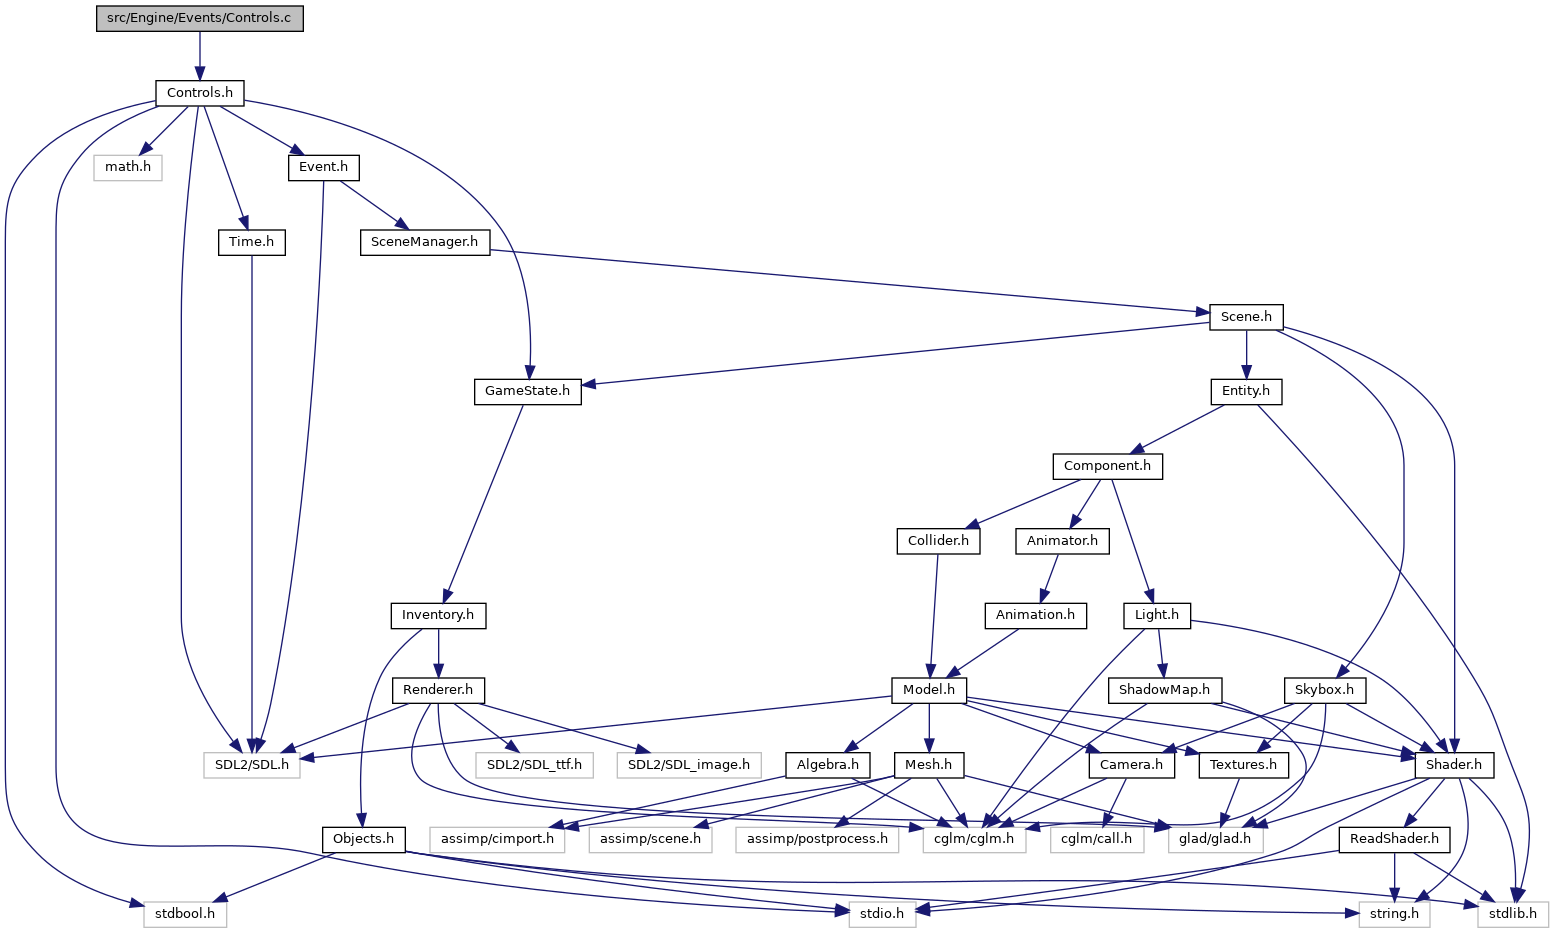 src/Engine/Events/Controls.c
Controls.h
math.h
Event.h
Time.h
SceneManager.h
Scene.h
GameState.h
Entity.h
Component.h
Collider.h
Animator.h
Inventory.h
Animation.h
Light.h
Renderer.h
Model.h
ShadowMap.h
Skybox.h
SDL2/SDL.h
SDL2/SDL_ttf.h
SDL2/SDL_image.h
Algebra.h
Mesh.h
Camera.h
Textures.h
Shader.h
Objects.h
assimp/cimport.h
assimp/scene.h
assimp/postprocess.h
cglm/cglm.h
cglm/call.h
glad/glad.h
ReadShader.h
stdbool.h
stdio.h
string.h
stdlib.h